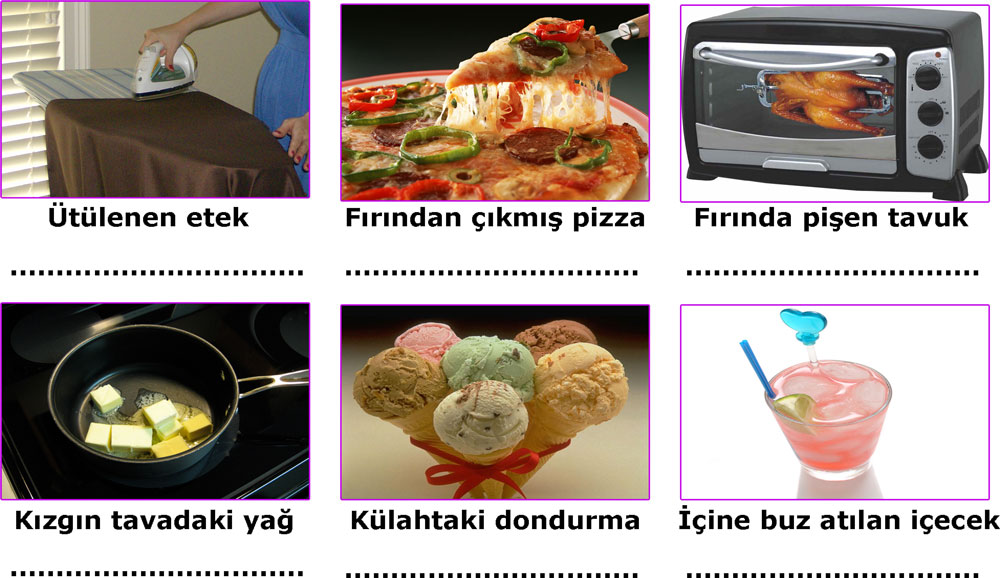 Ütülenen etek
Fırından çıkmış pizza
Fırında pişen tavuk
................................
................................
................................
Kızgın tavadaki yağ
Külahtaki dondurma
İçine buz atılan içecek
................................
................................
................................